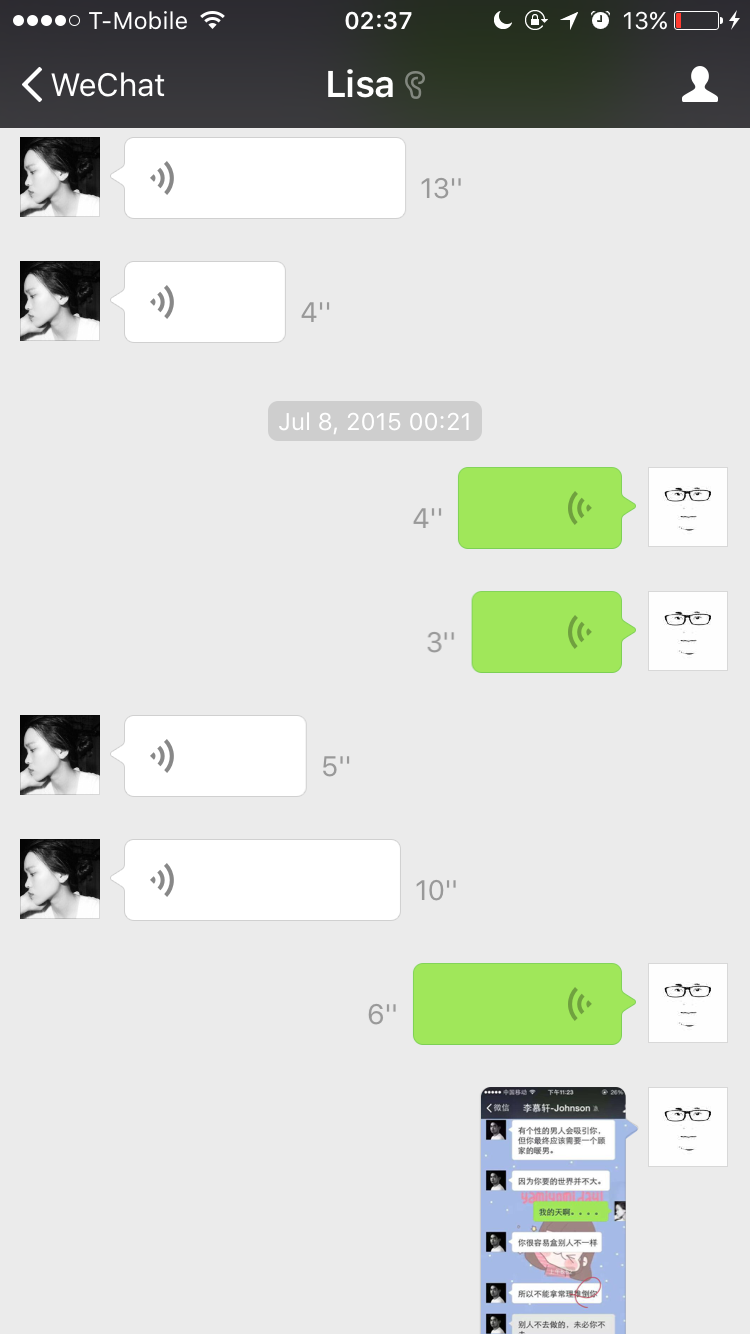 T-Mobile 02:37 13%
WeChat Lisa
13''
4''
Jul 8, 2015 00:21
4''
3''
5''
10''
6''
中国移动 下午11:23 26%
微信 李慕轩-Johnson
有个性的男人会吸引你，
但你最终应该需要一个顾
家的暖男。
因为你要的世界并不大。
我的天啊。。。。
你很容易盒别人不一样
所以不能拿常理推倒你
别人不去做的，未必你不